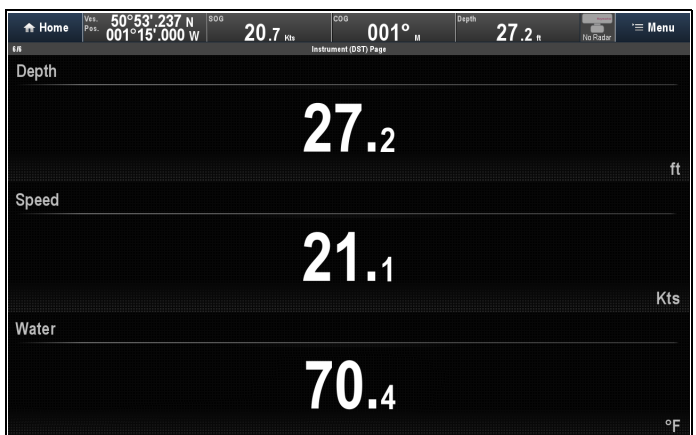 Home
Ves. Pos. 50°53'.237 N
001°15'.000 W
SOG 20.7 Kts
COG 001° M
Depth 27.2 ft
No Radar
Menu
6/6
Instrument (DST) Page
Depth
27.2
ft
Speed
21.1
Kts
Water
70.4
°F